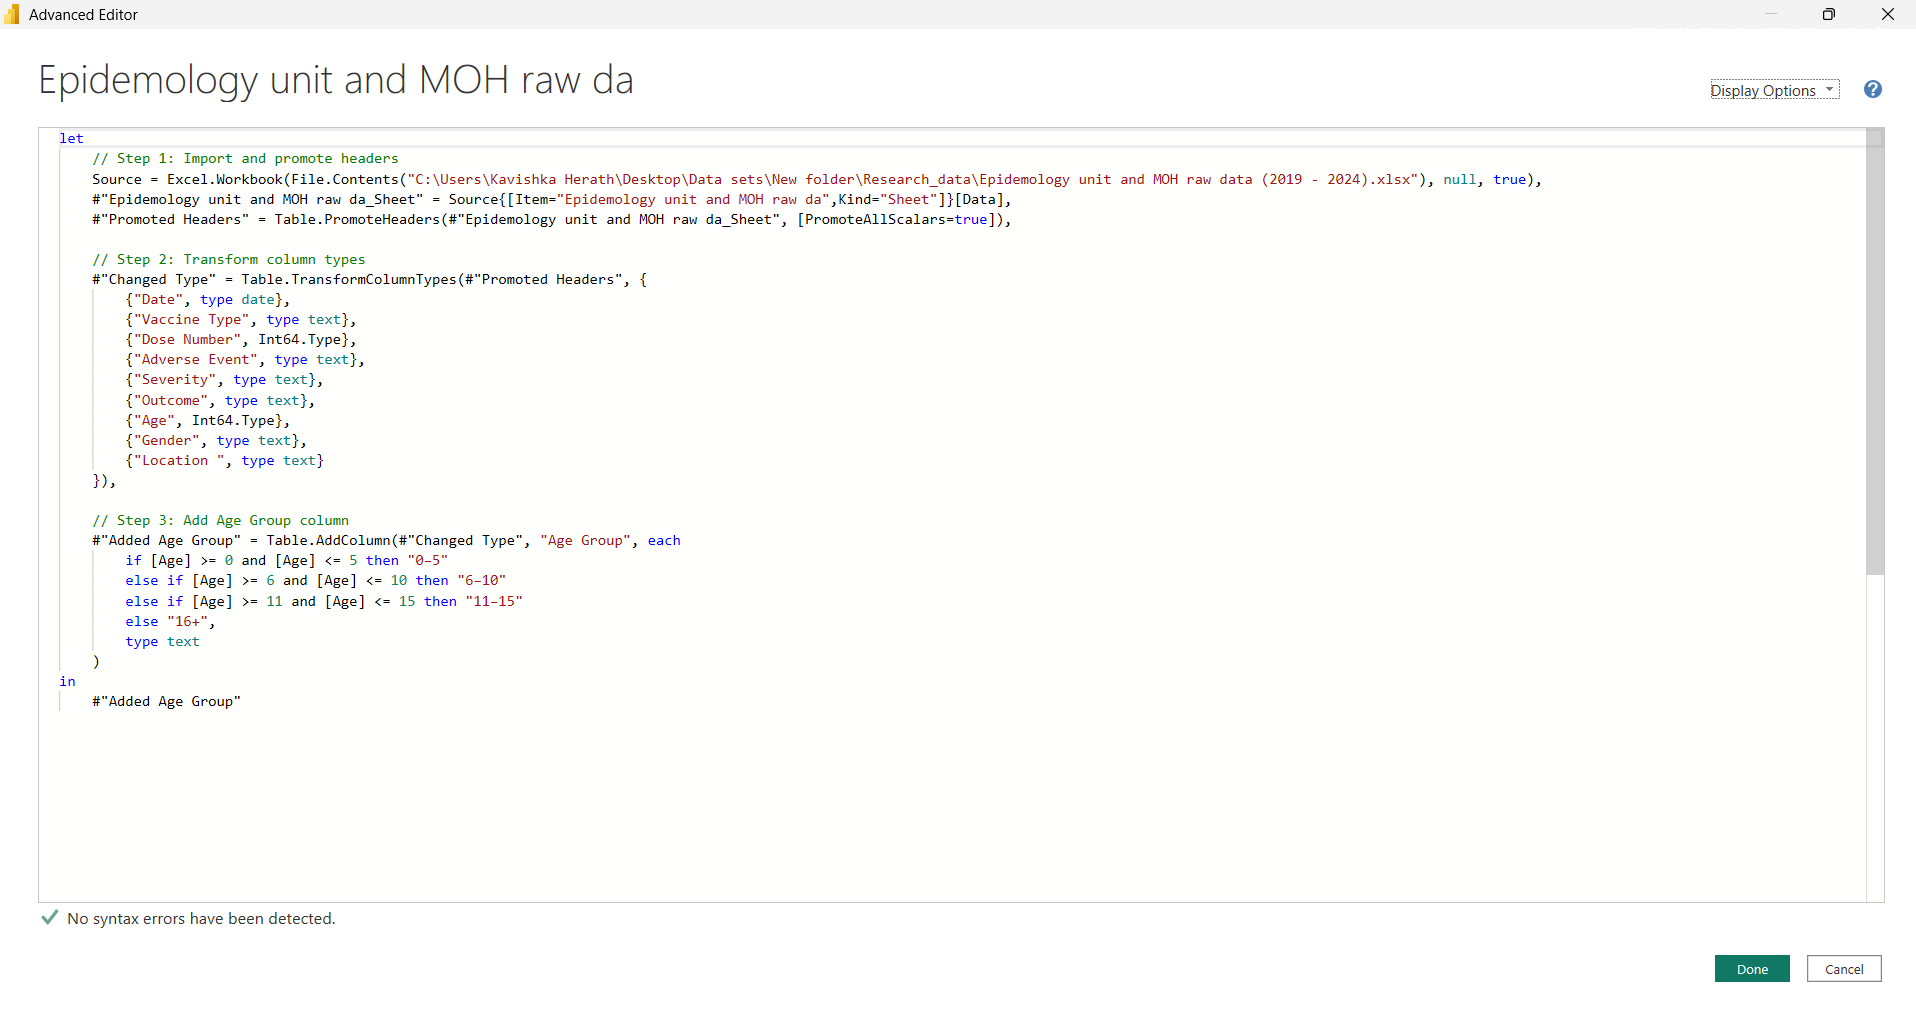 Advanced Editor
Epidemology unit and MOH raw da
Display Options
?
let
// Step 1: Import and promote headers
Source = Excel.Workbook(File.Contents("C:\Users\Kavishka Herath\Desktop\Data sets\New folder\Research_data\Epidemology unit and MOH raw data (2019 - 2024).xlsx"), null, true),
#"Epidemology unit and MOH raw da_Sheet" = Source{[Item="Epidemology unit and MOH raw da",Kind="Sheet"]}[Data],
#"Promoted Headers" = Table.PromoteHeaders(#"Epidemology unit and MOH raw da_Sheet", [PromoteAllScalars=true]),
// Step 2: Transform column types
#"Changed Type" = Table.TransformColumnTypes(#"Promoted Headers", {
{"Date", type date},
{"Vaccine Type", type text},
{"Dose Number", Int64.Type},
{"Adverse Event", type text},
{"Severity", type text},
{"Outcome", type text},
{"Age", Int64.Type},
{"Gender", type text},
{"Location ", type text}
}),
// Step 3: Add Age Group column
#"Added Age Group" = Table.AddColumn(#"Changed Type", "Age Group", each
if [Age] >= 0 and [Age] <= 5 then "0–5"
else if [Age] >= 6 and [Age] <= 10 then "6–10"
else if [Age] >= 11 and [Age] <= 15 then "11–15"
else "16+",
type text
)
in
#"Added Age Group"
No syntax errors have been detected.
Done
Cancel